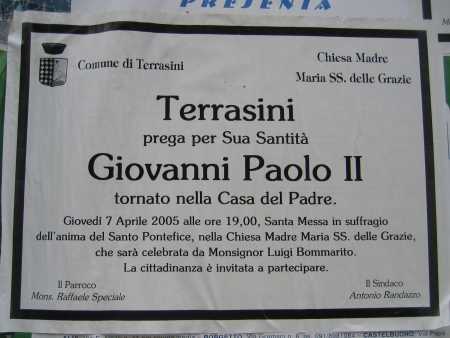 PRESENTA
Comune di Terrasini
Chiesa Madre
Maria SS. delle Grazie
Terrasini
prega per Sua Santità
Giovanni Paolo II
tornato nella Casa del Padre.
Giovedì 7 Aprile 2005 alle ore 19,00, Santa Messa in suffragio
dell'anima del Santo Pontefice, nella Chiesa Madre Maria SS. delle Grazie,
che sarà celebrata da Monsignor Luigi Bommarito.
La cittadinanza è invitata a partecipare.
Il Parroco
Mons. Raffaele Speciale
Il Sindaco
Antonio Randazzo
BORGETTO
CASTELBUONO